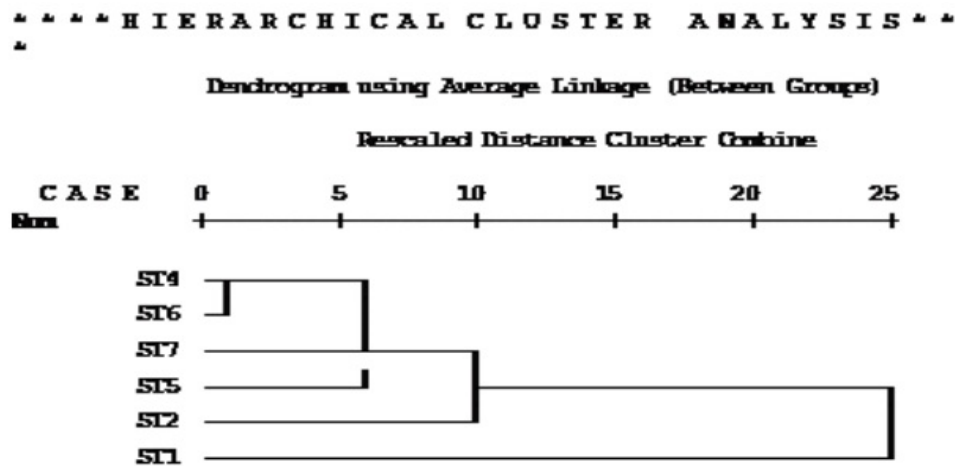 * * * * H I E R A R C H I C A L  C L U S T E R  A N A L Y S I S * *
*
Dendrogram using Average Linkage (Between Groups)
Rescaled Distance Cluster Combine
C A S E 0 5 10 15 20 25
Num
ST4
ST6
ST7
ST5
ST2
ST1